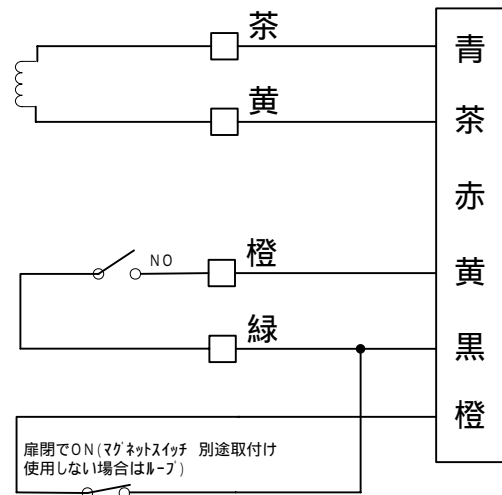 茶
青
黄
茶
赤
NO
橙
黄
緑
黒
橙
扉閉でON(ﾏｸﾞﾈｯﾄｽｲｯﾁ 別途取付け
使用しない場合はﾙｰﾌﾟ)